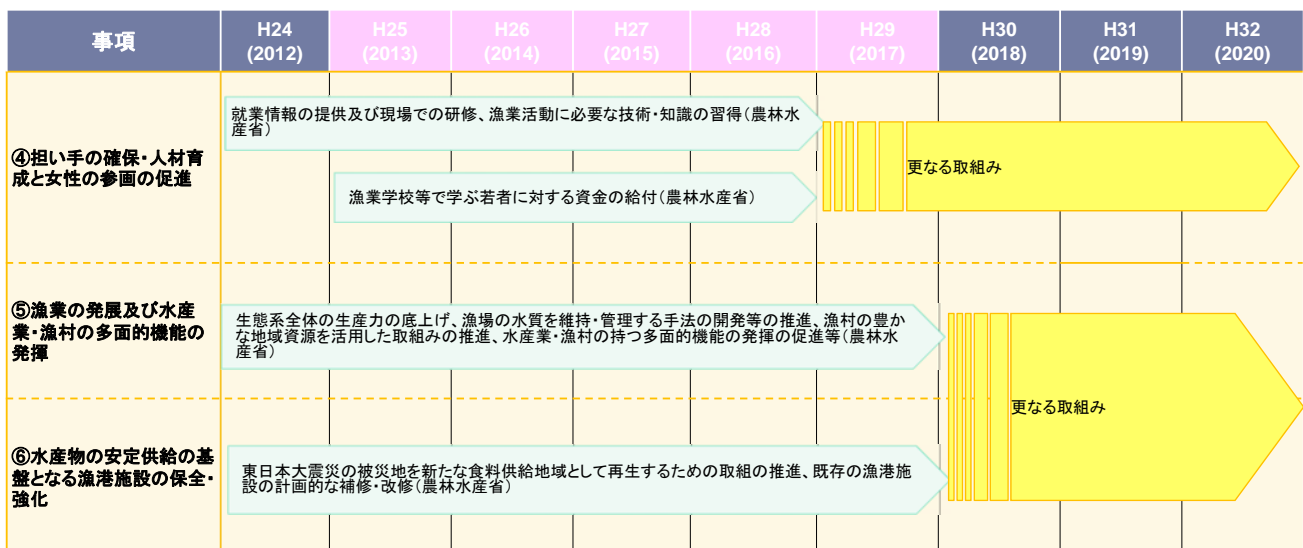 事項
H24
(2012)
H25
(2013)
H26
(2014)
H27
(2015)
H28
(2016)
H29
(2017)
H30
(2018)
H31
(2019)
H32
(2020)
④担い手の確保・人材育
成と女性の参画の促進
就業情報の提供及び現場での研修、漁業活動に必要な技術・知識の習得(農林水
産省)
漁業学校等で学ぶ若者に対する資金の給付(農林水産省)
更なる取組み
⑤漁業の発展及び水産
業・漁村の多面的機能の
発揮
生態系全体の生産力の底上げ、漁場の水質を維持・管理する手法の開発等の推進、漁村の豊か
な地域資源を活用した取組みの推進、水産業・漁村の持つ多面的機能の発揮の促進等(農林水
産省)
更なる取組み
⑥水産物の安定供給の基
盤となる漁港施設の保全・
強化
東日本大震災の被災地を新たな食料供給地域として再生するための取組の推進、既存の漁港施
設の計画的な補修・改修(農林水産省)